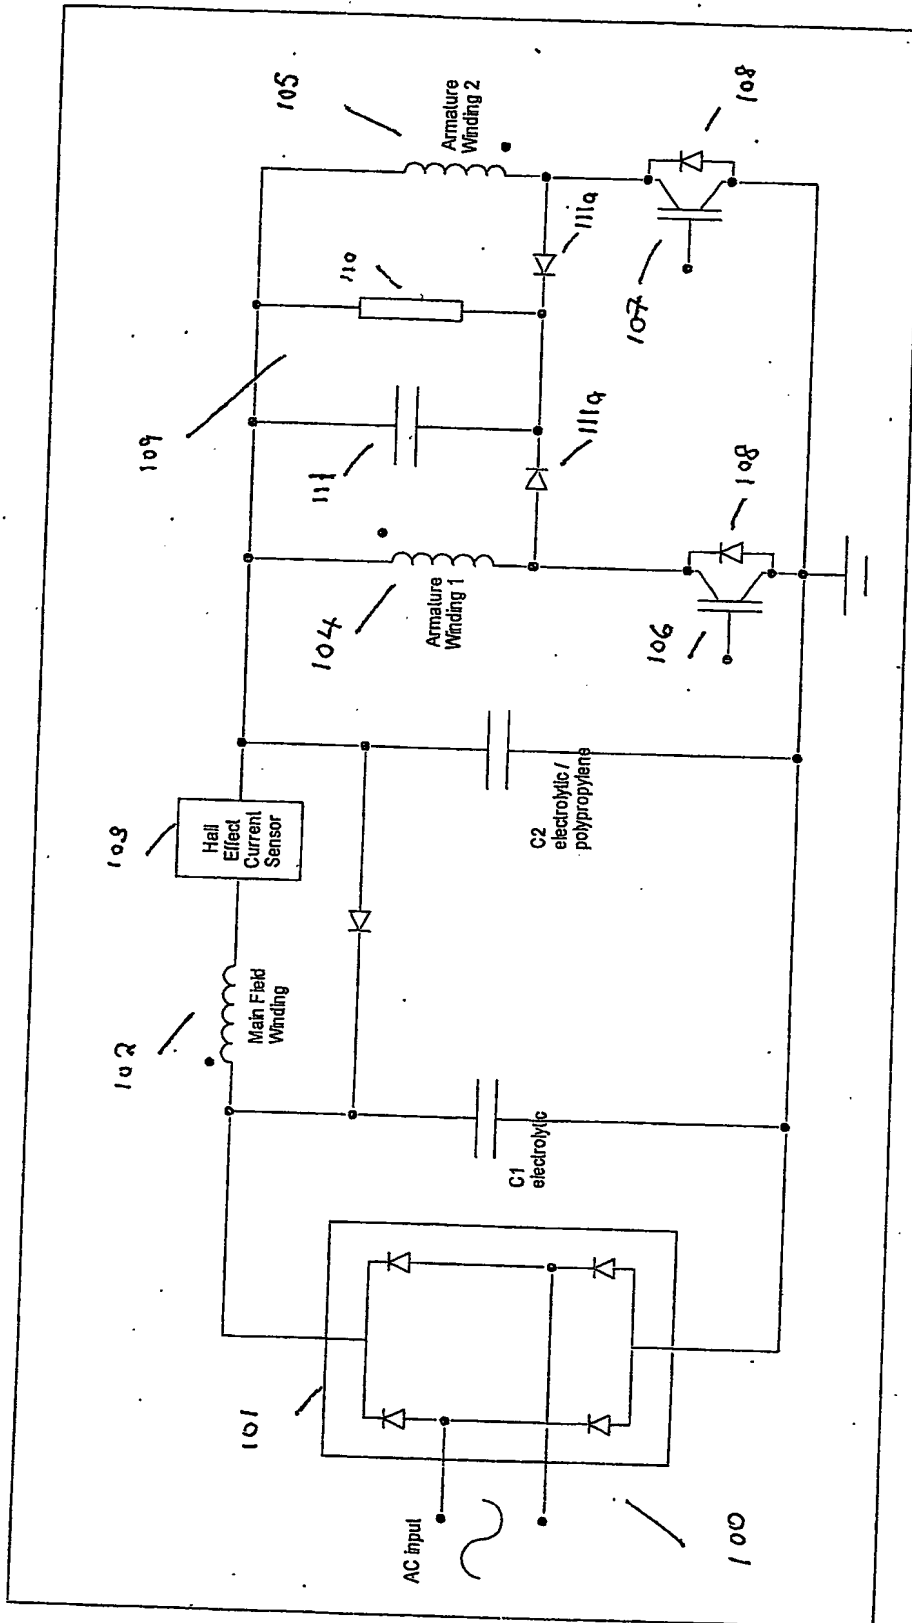 105
Armature
Winding 2
108
110
111a
107
109
111
111a
108
104
Armature
Winding 1
106
103
Hall
Effect
Current
Sensor
C2
electrolytic /
polypropylene
102
Main Field
Winding
C1
electrolytic
101
AC input
100